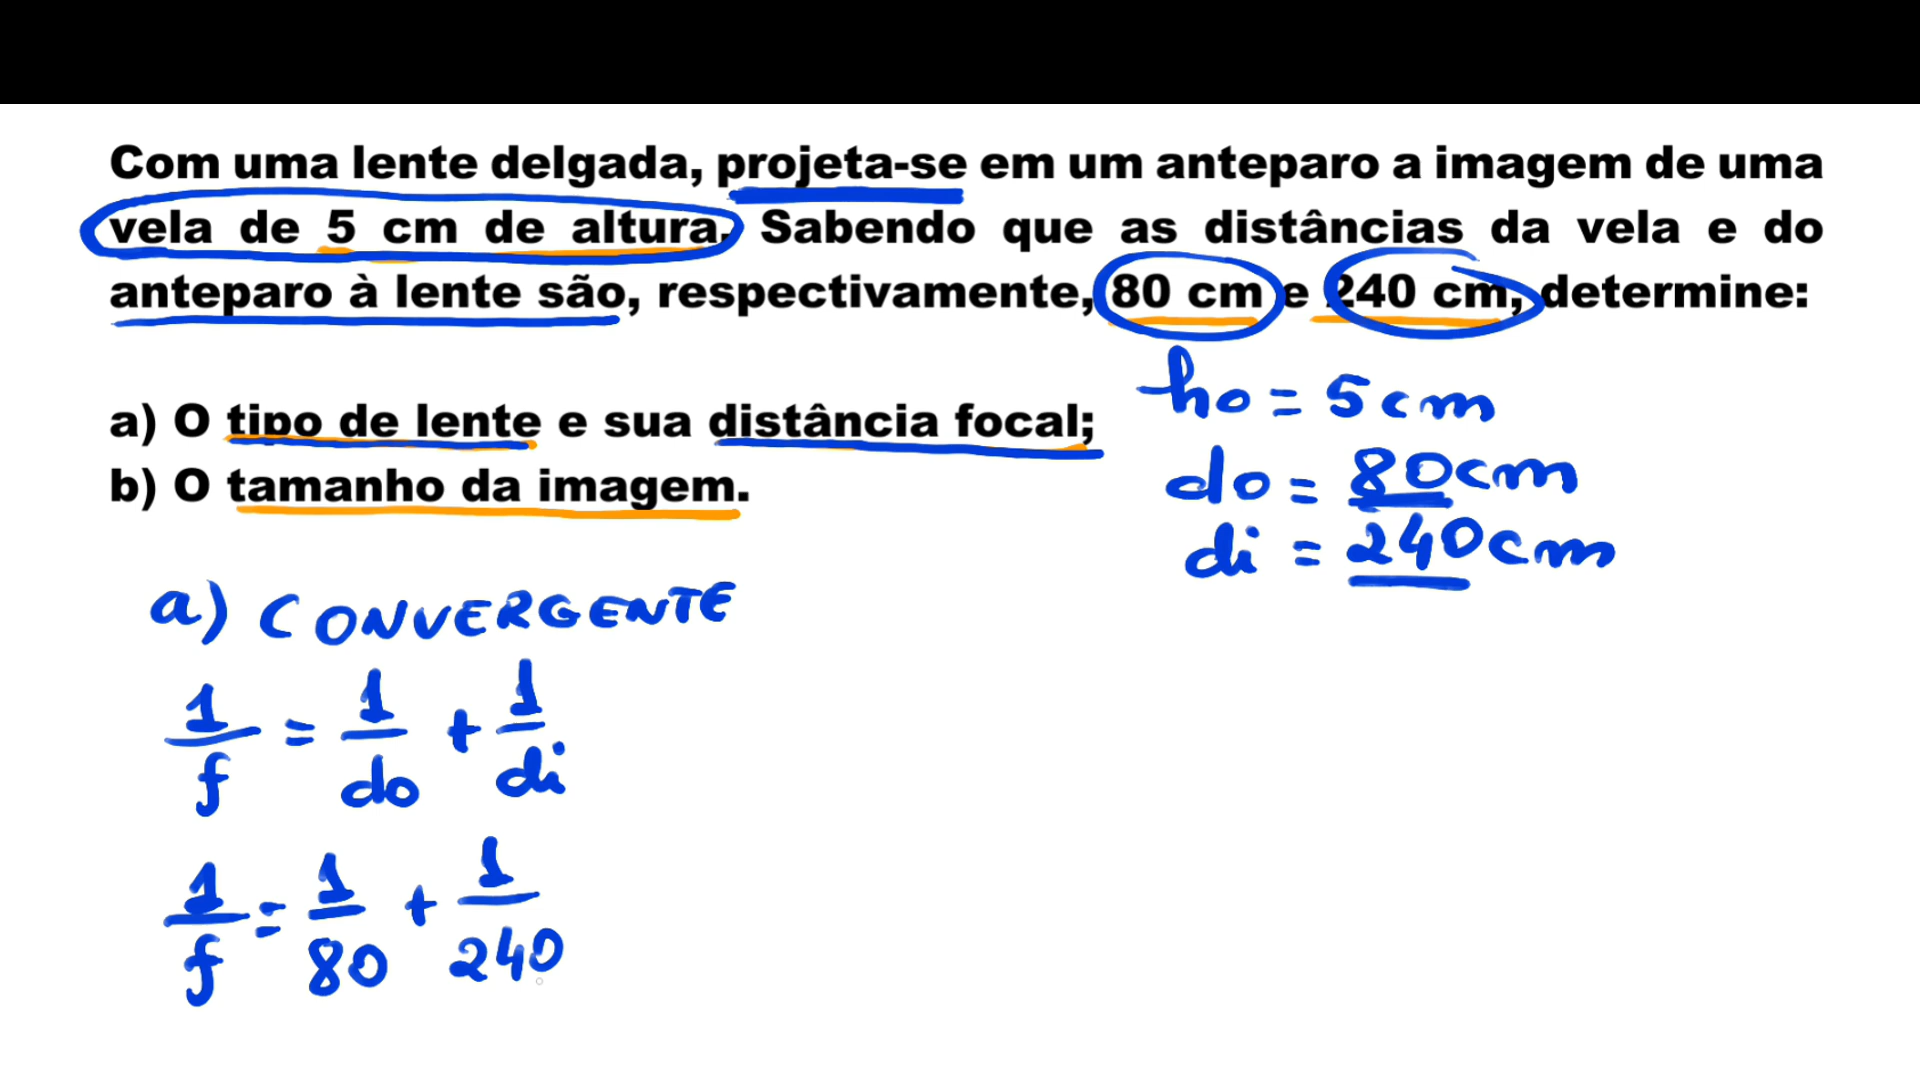 Com uma lente delgada, projeta-se em um anteparo a imagem de uma
vela de 5 cm de altura. Sabendo que as distâncias da vela e do
anteparo à lente são, respectivamente, 80 cm e 240 cm, determine:
a) O tipo de lente e sua distância focal;
b) O tamanho da imagem.
ho = 5cm
do = 80cm
di = 240cm
a) CONVERGENTE
1/f = 1/do + 1/di
1/f = 1/80 + 1/240